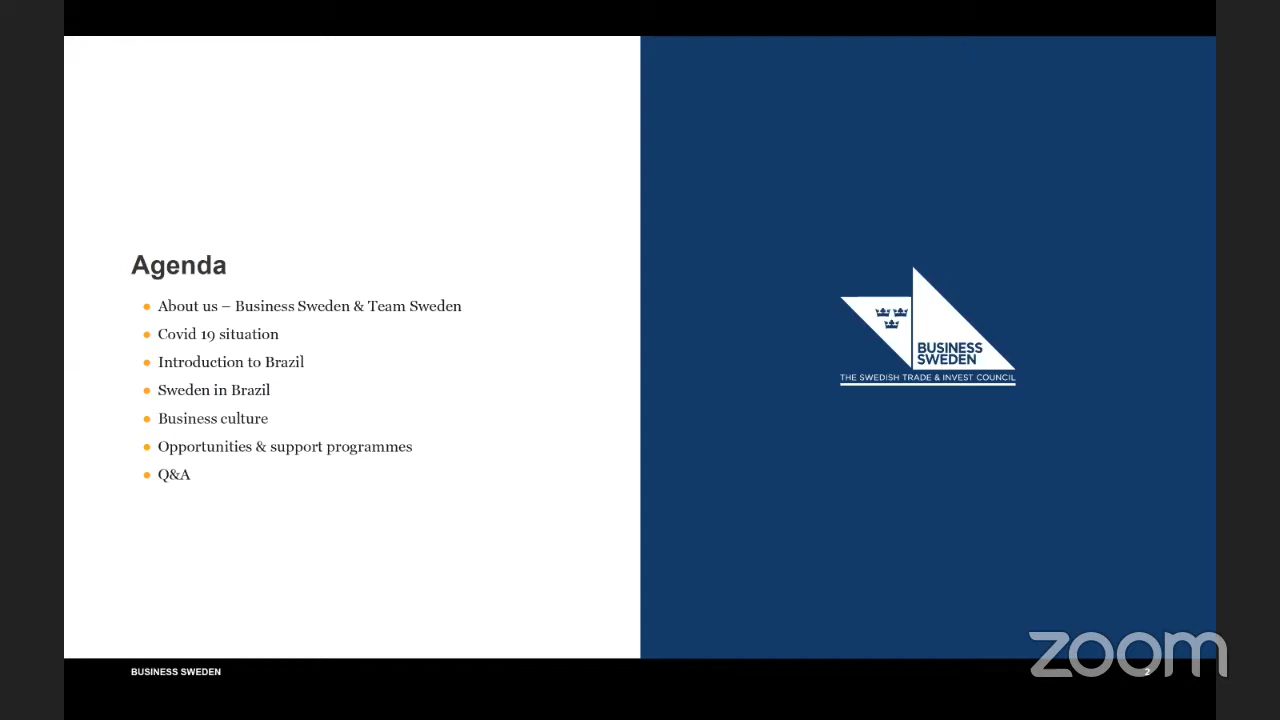 Agenda
About us – Business Sweden & Team Sweden
Covid 19 situation
Introduction to Brazil
Sweden in Brazil
Business culture
Opportunities & support programmes
Q&A
BUSINESS
SWEDEN
THE SWEDISH TRADE & INVEST COUNCIL
BUSINESS SWEDEN
2
zoom